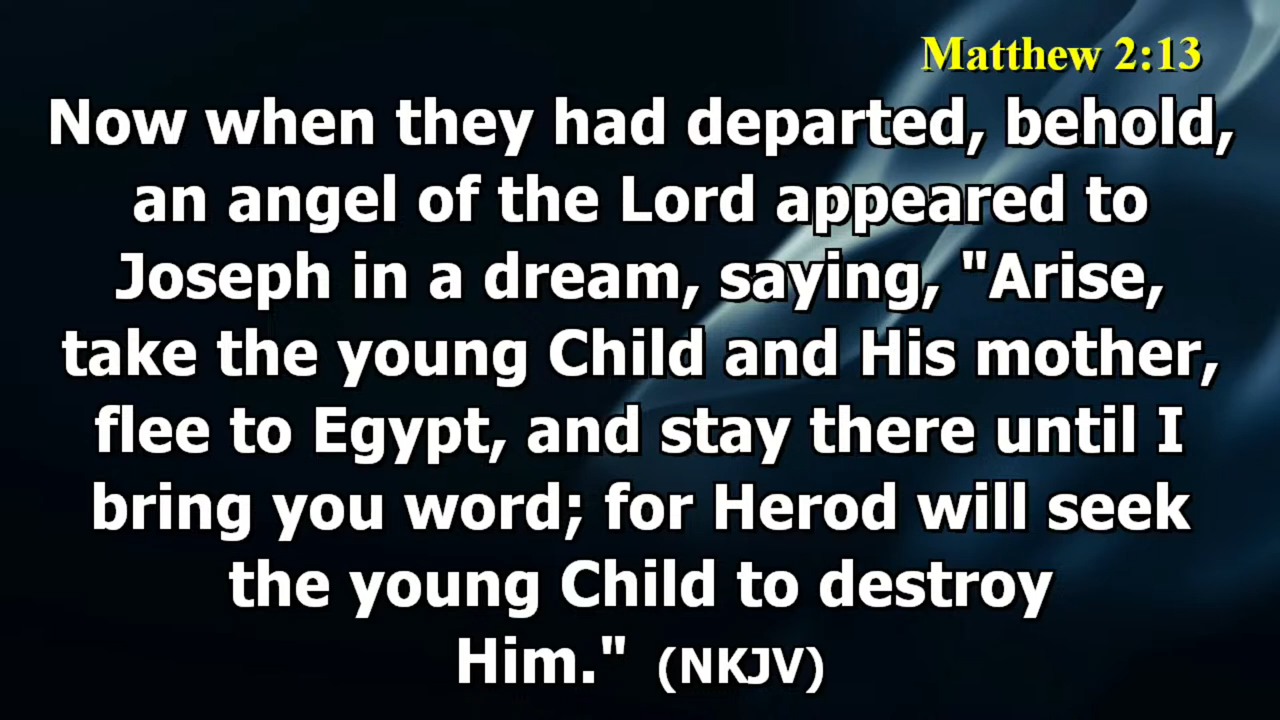 Matthew 2:13
Now when they had departed, behold,
an angel of the Lord appeared to
Joseph in a dream, saying, "Arise,
take the young Child and His mother,
flee to Egypt, and stay there until I
bring you word; for Herod will seek
the young Child to destroy
Him." (NKJV)